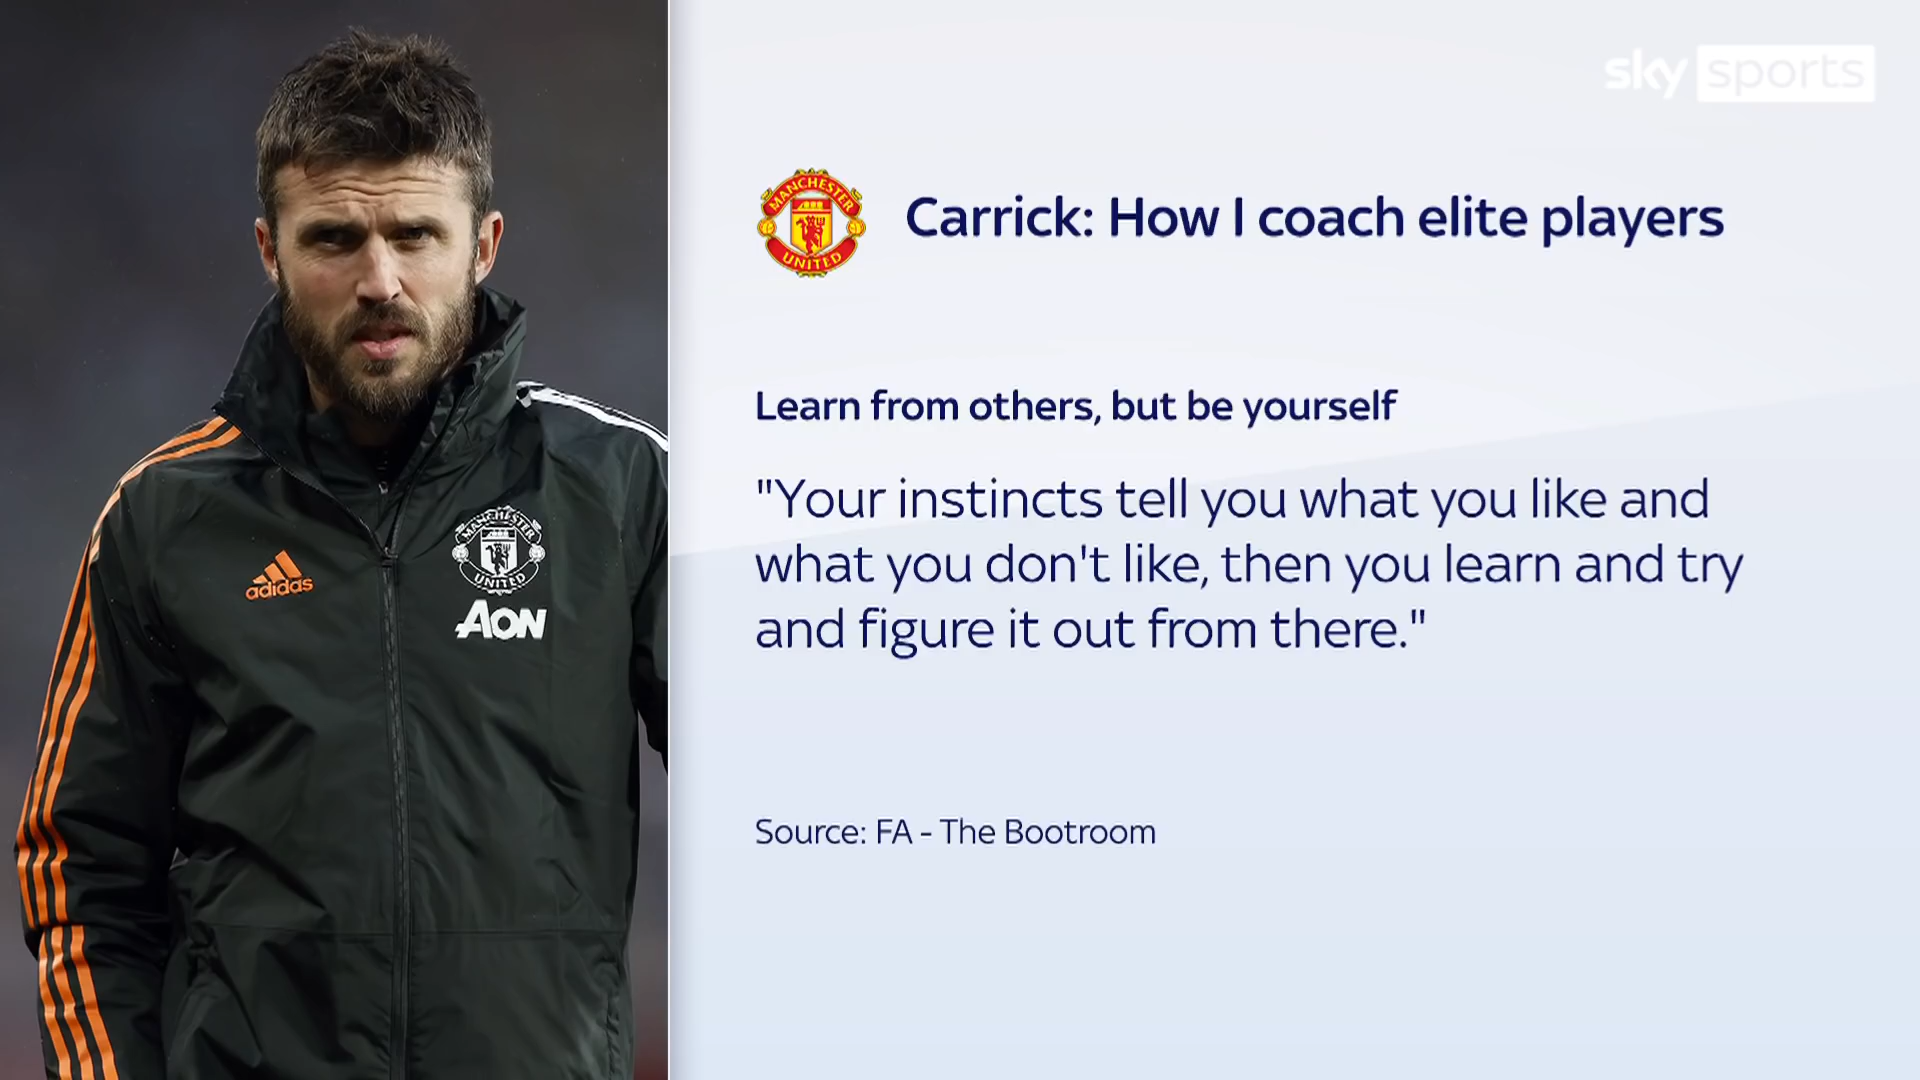 sky sports
MANCHESTER
UNITED
Carrick: How I coach elite players
Learn from others, but be yourself
"Your instincts tell you what you like and
what you don't like, then you learn and try
and figure it out from there."
Source: FA - The Bootroom
adidas
MANCHESTER
UNITED
AON